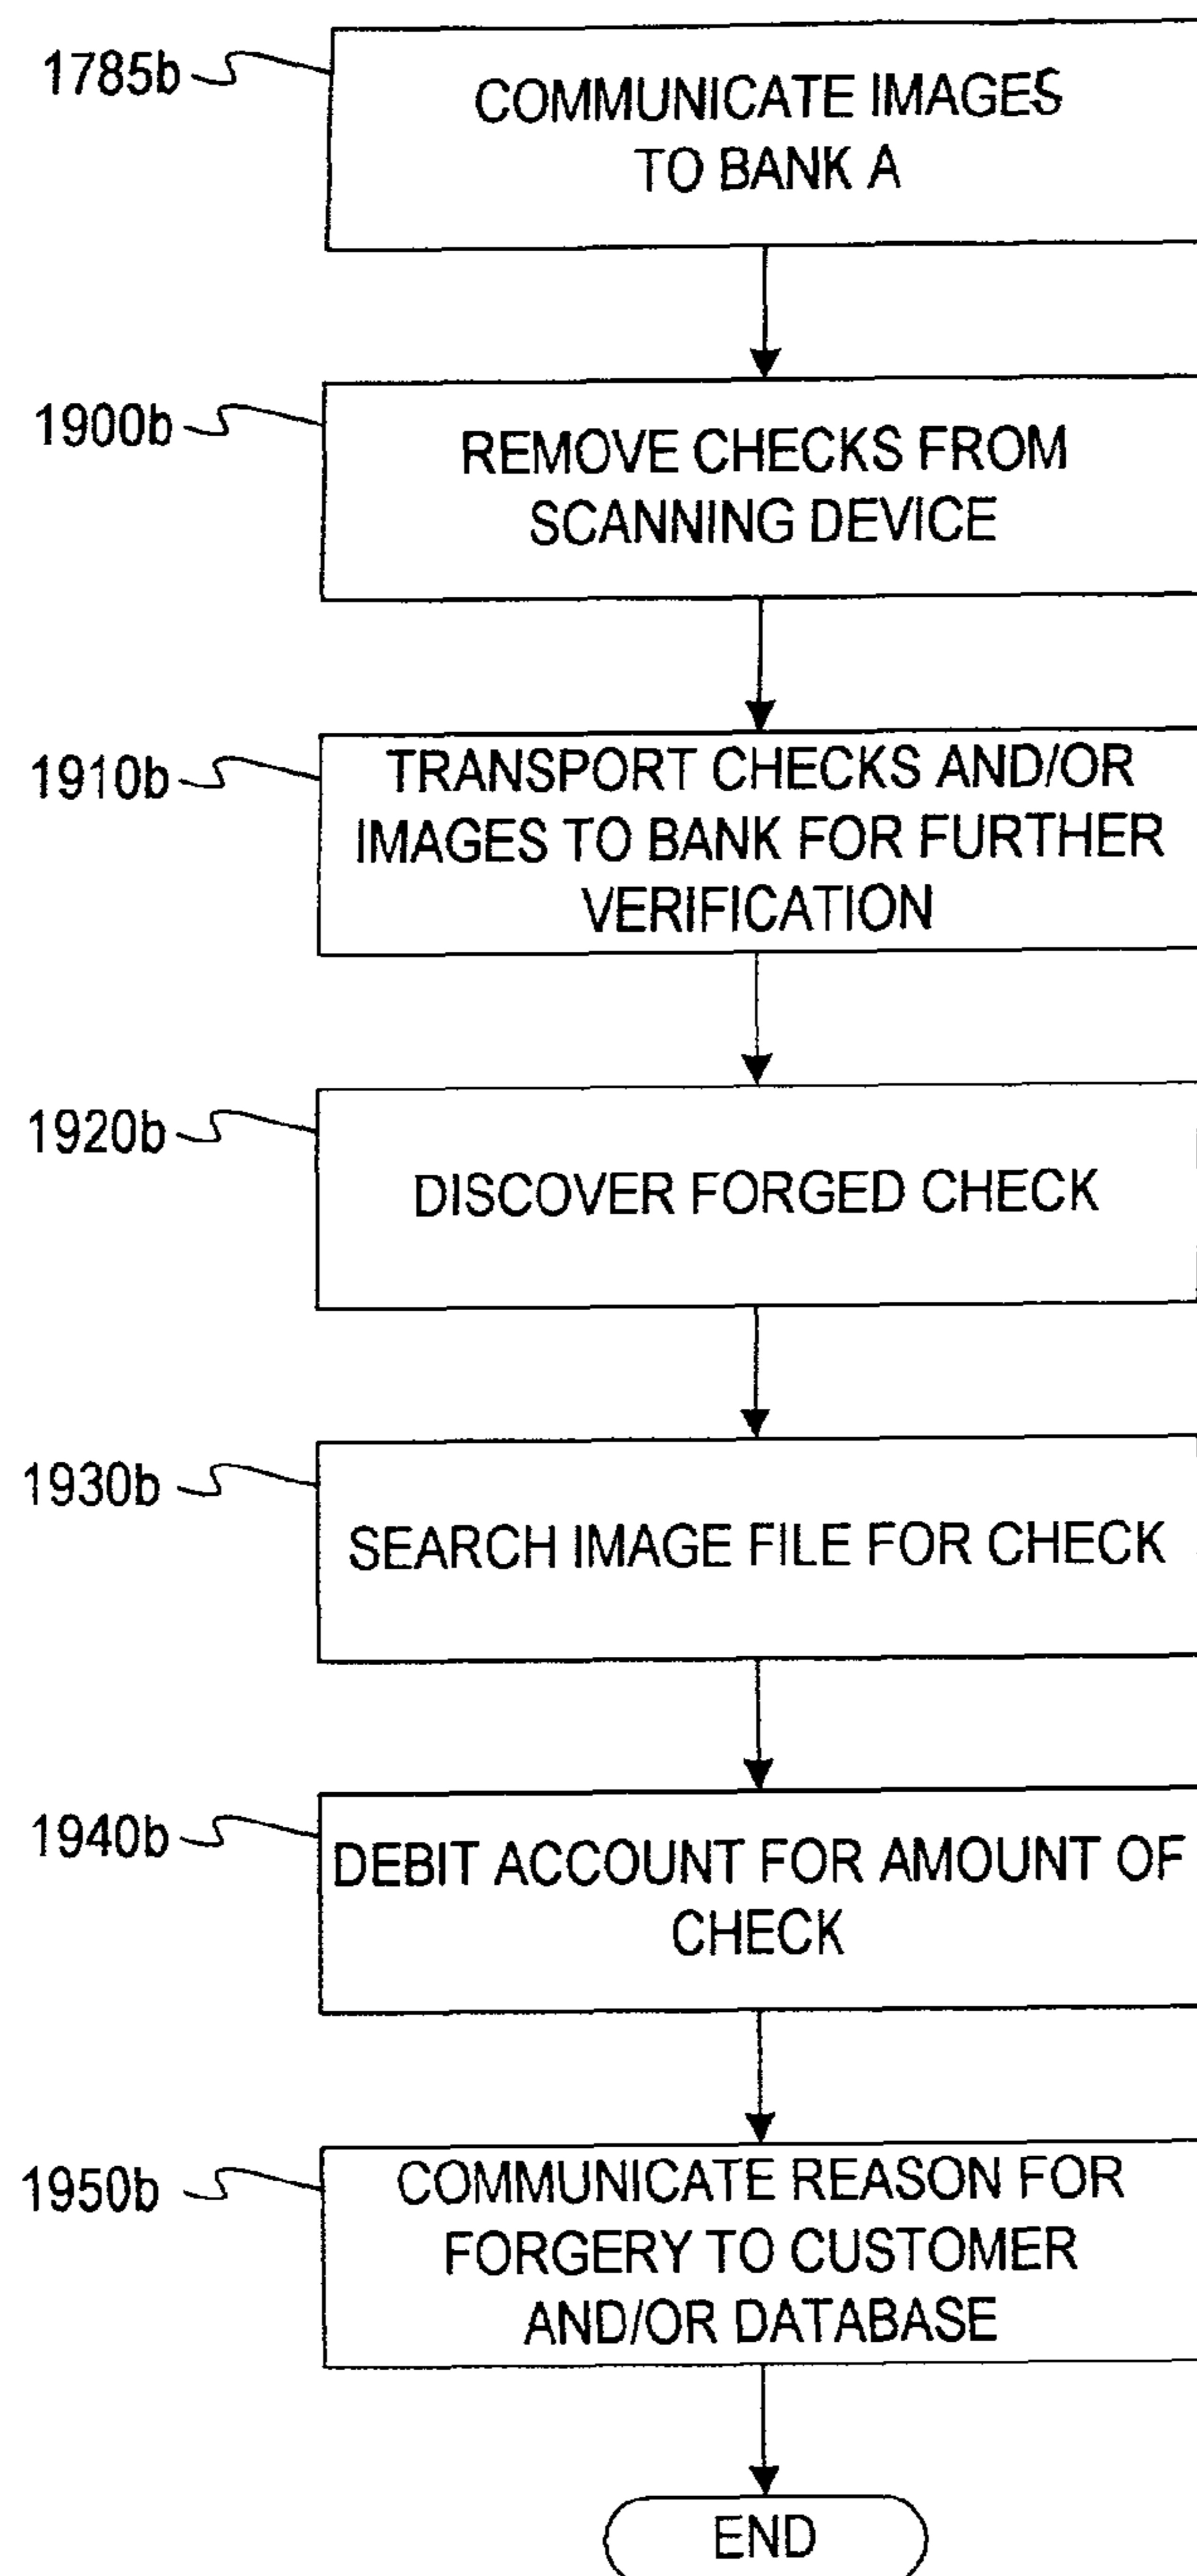 1785b
COMMUNICATE IMAGES
TO BANK A
1900b
REMOVE CHECKS FROM
SCANNING DEVICE
1910b
TRANSPORT CHECKS AND/OR
IMAGES TO BANK FOR FURTHER
VERIFICATION
1920b
DISCOVER FORGED CHECK
1930b
SEARCH IMAGE FILE FOR CHECK
1940b
DEBIT ACCOUNT FOR AMOUNT OF
CHECK
1950b
COMMUNICATE REASON FOR
FORGERY TO CUSTOMER
AND/OR DATABASE
END